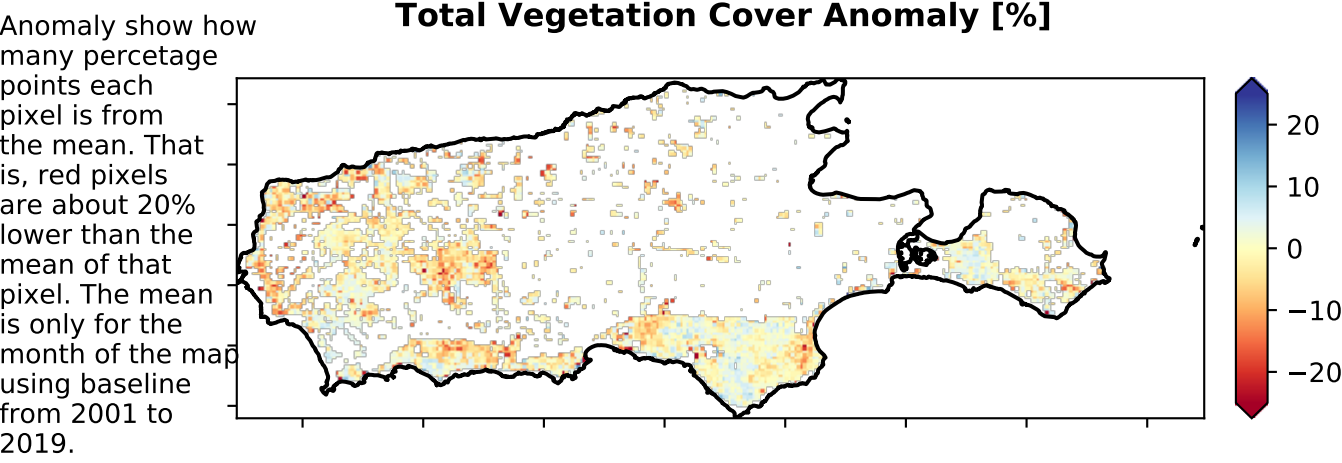 Total Vegetation Cover Anomaly [%]
Anomaly show how
many percetage
points each
pixel is from
the mean. That
is, red pixels
are about 20%
lower than the
mean of that
pixel. The mean
is only for the
month of the map
using baseline
from 2001 to
2019.
20
10
0
−10
−20